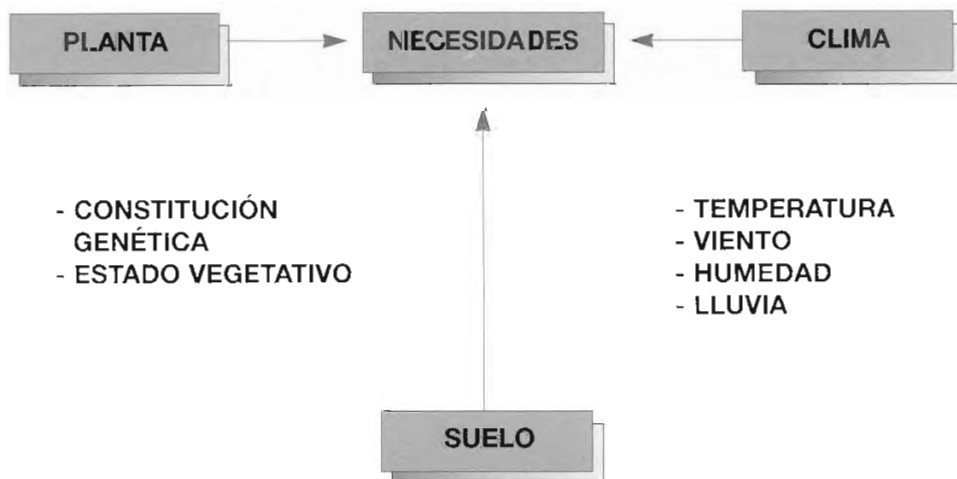 PLANTA
NECESIDADES
CLIMA
- CONSTITUCIÓN
GENÉTICA
- ESTADO VEGETATIVO
- TEMPERATURA
- VIENTO
- HUMEDAD
- LLUVIA
SUELO